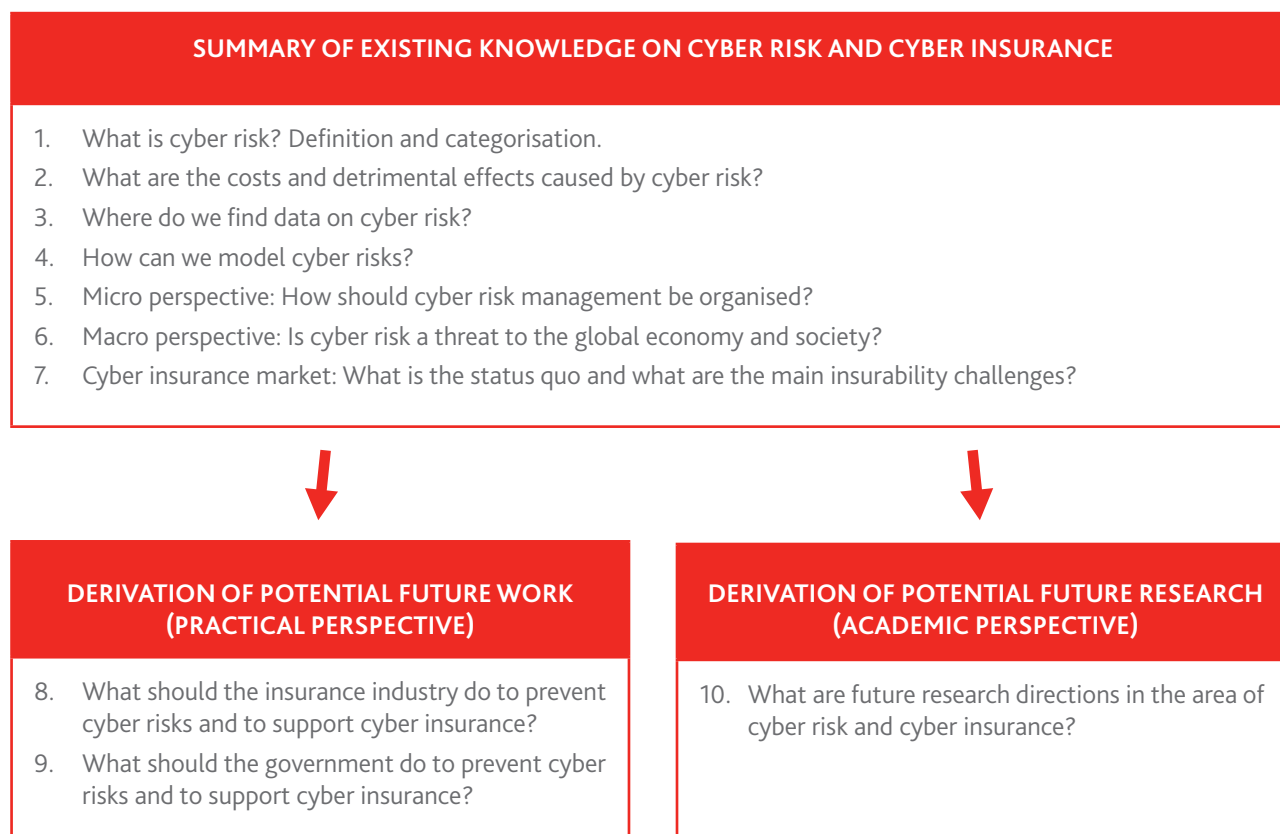 SUMMARY OF EXISTING KNOWLEDGE ON CYBER RISK AND CYBER INSURANCE
1. What is cyber risk? Definition and categorisation.
2. What are the costs and detrimental effects caused by cyber risk?
3. Where do we find data on cyber risk?
4. How can we model cyber risks?
5. Micro perspective: How should cyber risk management be organised?
6. Macro perspective: Is cyber risk a threat to the global economy and society?
7. Cyber insurance market: What is the status quo and what are the main insurability challenges?
DERIVATION OF POTENTIAL FUTURE WORK
(PRACTICAL PERSPECTIVE)
8. What should the insurance industry do to prevent
cyber risks and to support cyber insurance?
9. What should the government do to prevent cyber
risks and to support cyber insurance?
DERIVATION OF POTENTIAL FUTURE RESEARCH
(ACADEMIC PERSPECTIVE)
10. What are future research directions in the area of
cyber risk and cyber insurance?